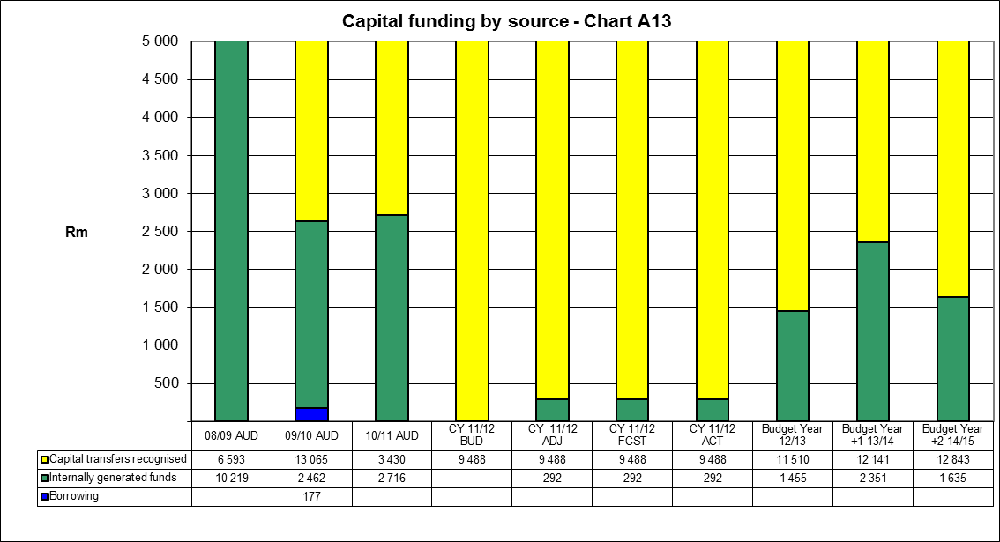 Capital funding by source - Chart A13
5 000
4 500
4 000
3 500
3 000
2 500
2 000
1 500
1 000
500
Rm
08/09 AUD 09/10 AUD 10/11 AUD CY 11/12 BUD CY 11/12 ADJ CY 11/12 FCST CY 11/12 ACT Budget Year 12/13 Budget Year +1 13/14 Budget Year +2 14/15
Capital transfers recognised 6 593 13 065 3 430 9 488 9 488 9 488 9 488 11 510 12 141 12 843
Internally generated funds 10 219 2 462 2 716 292 292 292 1 455 2 351 1 635
Borrowing 177